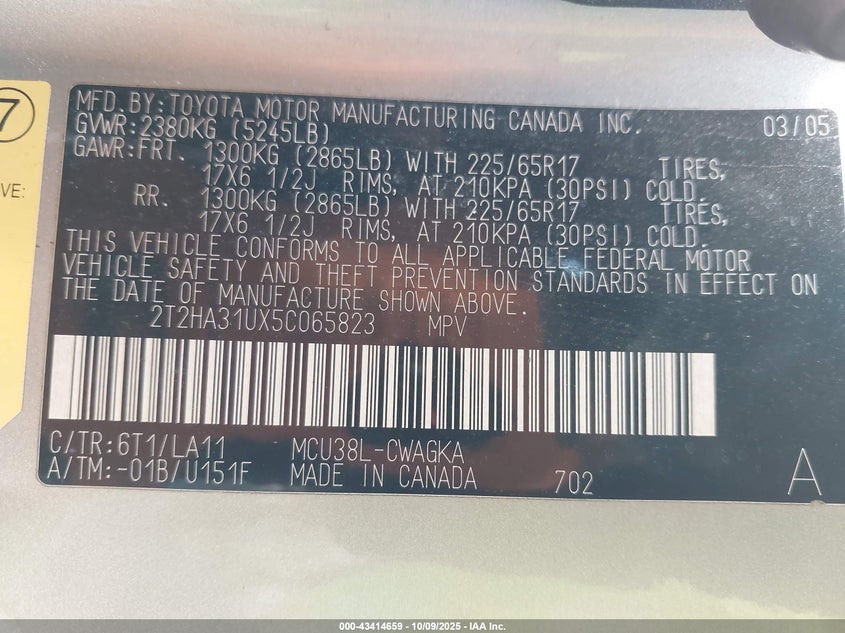 7
VE:
MFD. BY: TOYOTA MOTOR MANUFACTURING CANADA INC. 03/05
GVWR: 2380KG (5245LB)
GAWR: FRT. 1300KG (2865LB) WITH 225/65R17 TIRES,
17X6 1/2J RIMS, AT 210KPA (30PSI) COLD.
RR. 1300KG (2865LB) WITH 225/65R17 TIRES,
17X6 1/2J RIMS, AT 210KPA (30PSI) COLD.
THIS VEHICLE CONFORMS TO ALL APPLICABLE FEDERAL MOTOR
VEHICLE SAFETY AND THEFT PREVENTION STANDARDS IN EFFECT ON
THE DATE OF MANUFACTURE SHOWN ABOVE.
2T2HA31UX5C065823 MPV
C/TR: 6T1/LA11 MCU38L-CWAGKA
A/TM: -01B/U151F MADE IN CANADA 702 A
000-43414659 - 10/09/2025 - IAA Inc.